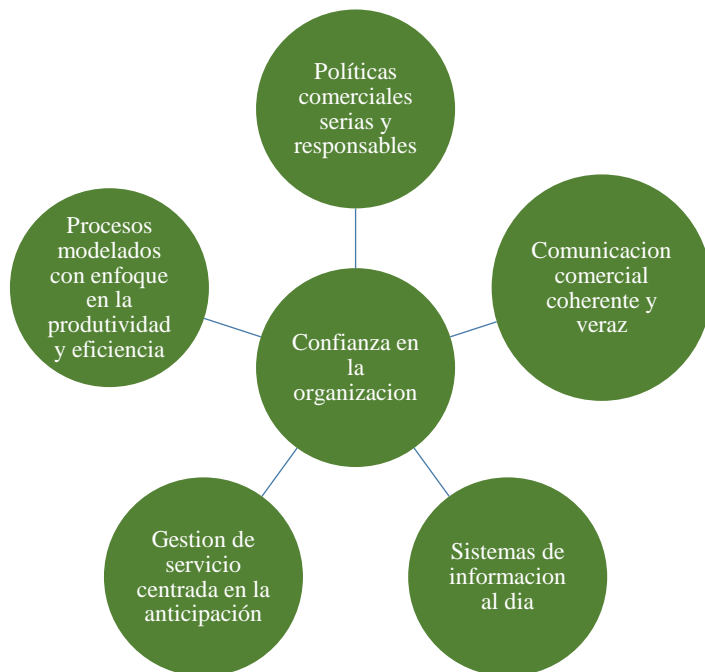 Políticas
comerciales
serias y
responsables
Procesos
modelados
con enfoque
en la
produtividad
y eficiencia
Comunicacion
comercial
coherente y
veraz
Confianza en
la
organizacion
Gestion de
servicio
centrada en la
anticipación
Sistemas de
informacion
al dia